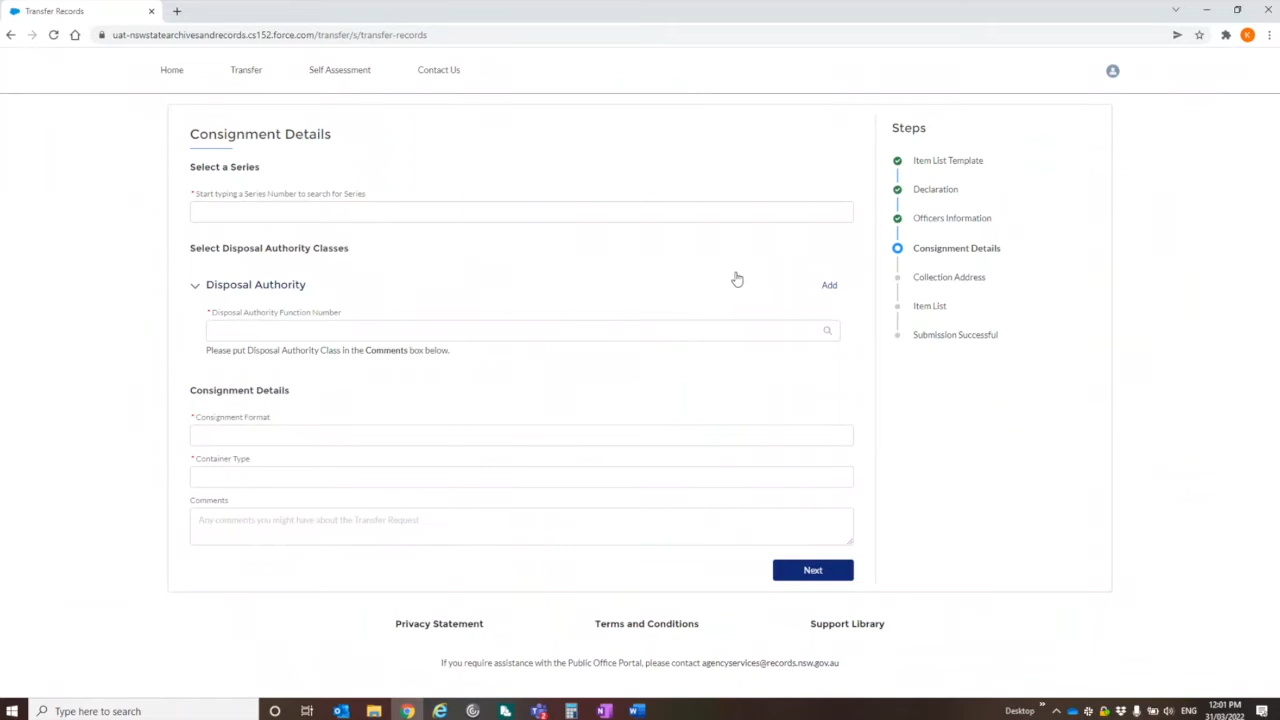 Transfer Records
uat-nswstatearchivesandrecords.cs152.force.com/transfer/s/transfer-records
K
Home Transfer Self Assessment Contact Us
Consignment Details
Select a Series
* Start typing a Series Number to search for Series
Select Disposal Authority Classes
Disposal Authority Add
* Disposal Authority Function Number
Please put Disposal Authority Class in the Comments box below.
Consignment Details
* Consignment Format
* Container Type
Comments
Any comments you might have about the Transfer Request
Next
Steps
Item List Template
Declaration
Officers Information
Consignment Details
Collection Address
Item List
Submission Successful
Privacy Statement Terms and Conditions Support Library
If you require assistance with the Public Office Portal, please contact agencyservices@records.nsw.gov.au
Type here to search
Desktop
ENG
12:01 PM
31/03/2022